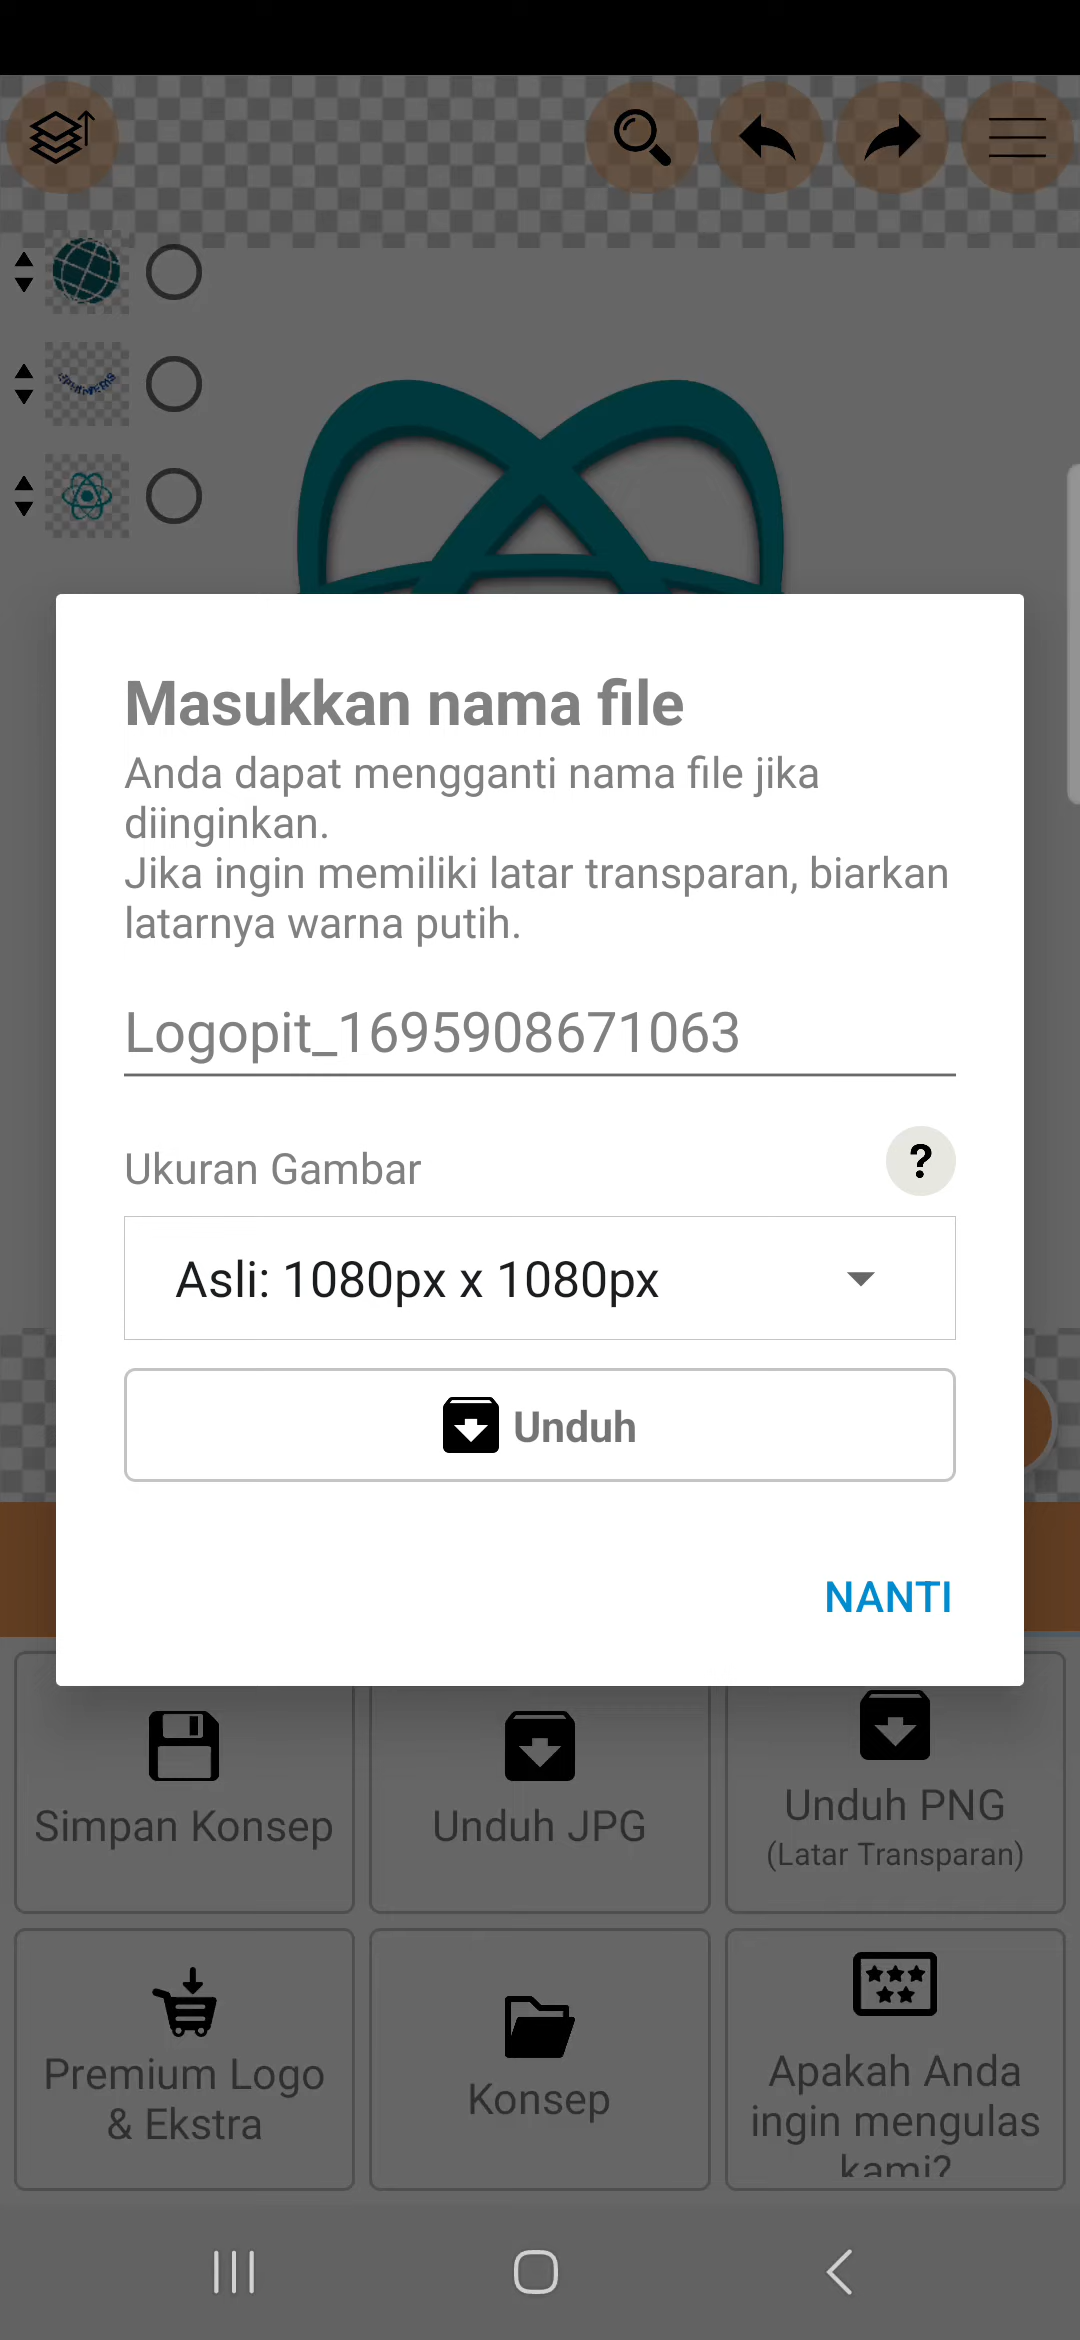 Masukkan nama file
Anda dapat mengganti nama file jika
diinginkan.
Jika ingin memiliki latar transparan, biarkan
latarnya warna putih.
Logopit_1695908671063
Ukuran Gambar
?
Asli: 1080px x 1080px
Unduh
NANTI
Simpan Konsep
Unduh JPG
Unduh PNG
(Latar Transparan)
Premium Logo
& Ekstra
Konsep
Apakah Anda
ingin mengulas
kami?